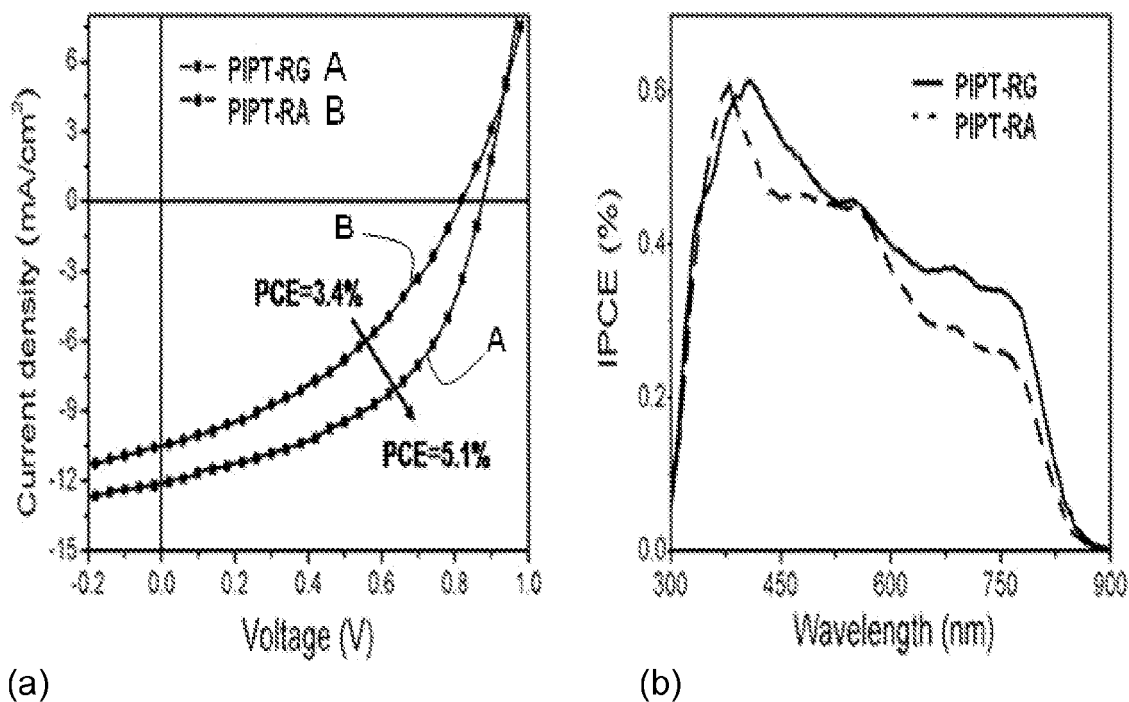 6
3
0
-3
-6
-9
-12
-15
Current density (mA/cm²)
PIPT-RG A
PIPT-RA B
B
PCE=3.4%
A
PCE=5.1%
-0.2 0.0 0.2 0.4 0.6 0.8 1.0
Voltage (V)
(a)
0.6
0.4
0.2
0.0
IPCE (%)
PIPT-RG
PIPT-RA
300 450 600 750 900
Wavelength (nm)
(b)